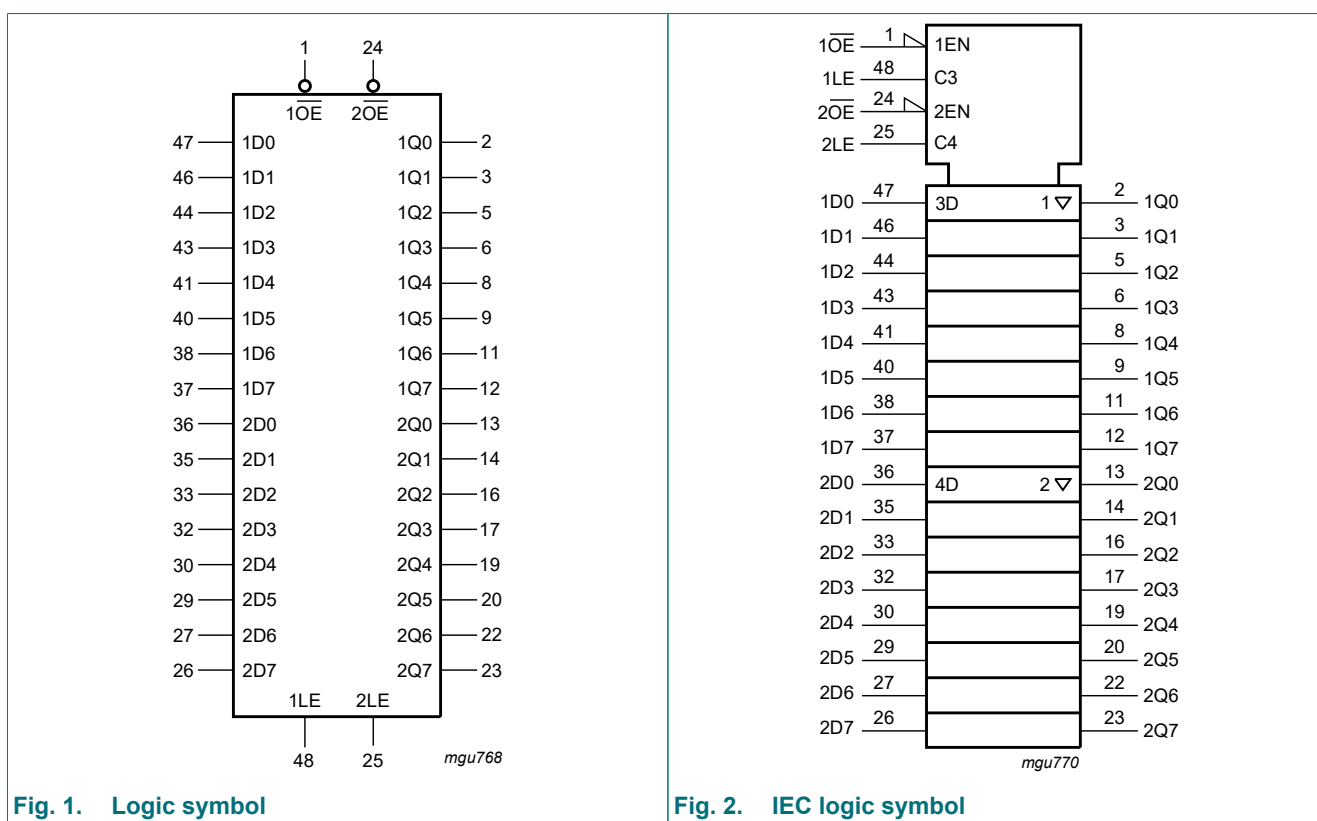 1 24
1OE 2OE
47 1D0 1Q0 2
46 1D1 1Q1 3
44 1D2 1Q2 5
43 1D3 1Q3 6
41 1D4 1Q4 8
40 1D5 1Q5 9
38 1D6 1Q6 11
37 1D7 1Q7 12
36 2D0 2Q0 13
35 2D1 2Q1 14
33 2D2 2Q2 16
32 2D3 2Q3 17
30 2D4 2Q4 19
29 2D5 2Q5 20
27 2D6 2Q6 22
26 2D7 2Q7 23
1LE 2LE
48 25 mgu768
Fig. 1. Logic symbol
1OE 1 1EN
1LE 48 C3
2OE 24 2EN
2LE 25 C4
1D0 47 3D 1 ▽ 2 1Q0
1D1 46 3 1Q1
1D2 44 5 1Q2
1D3 43 6 1Q3
1D4 41 8 1Q4
1D5 40 9 1Q5
1D6 38 11 1Q6
1D7 37 12 1Q7
2D0 36 4D 2 ▽ 13 2Q0
2D1 35 14 2Q1
2D2 33 16 2Q2
2D3 32 17 2Q3
2D4 30 19 2Q4
2D5 29 20 2Q5
2D6 27 22 2Q6
2D7 26 23 2Q7
mgu770
Fig. 2. IEC logic symbol